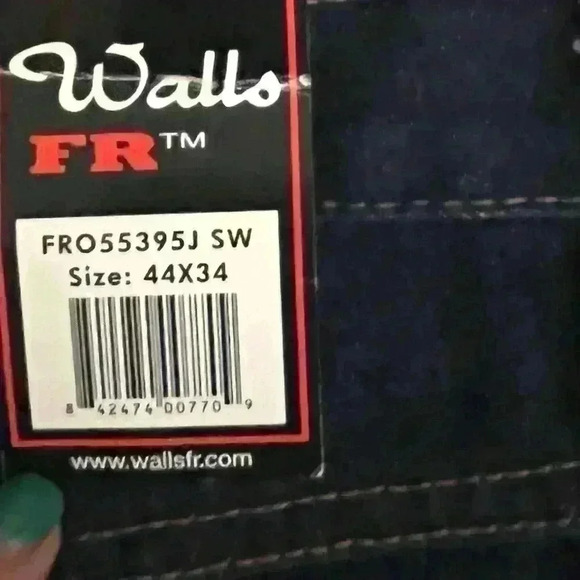 Walls
FR™
FRO55395J SW
Size: 44X34
8 42474 00770 9
www.wallsfr.com